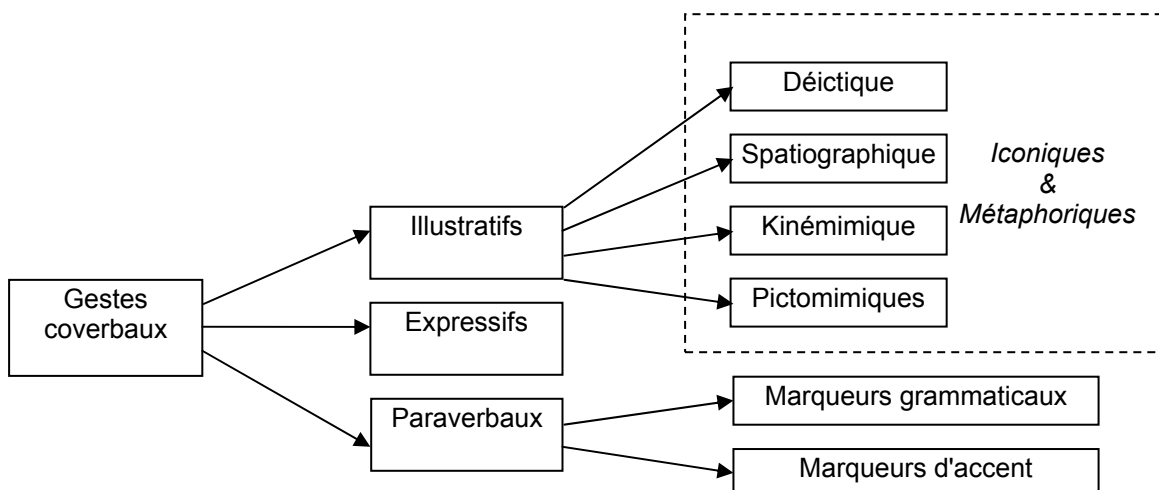 Gestes
coverbaux
Illustratifs
Expressifs
Paraverbaux
Déictique
Spatiographique
Kinémimique
Pictomimiques
Iconiques
&
Métaphoriques
Marqueurs grammaticaux
Marqueurs d'accent